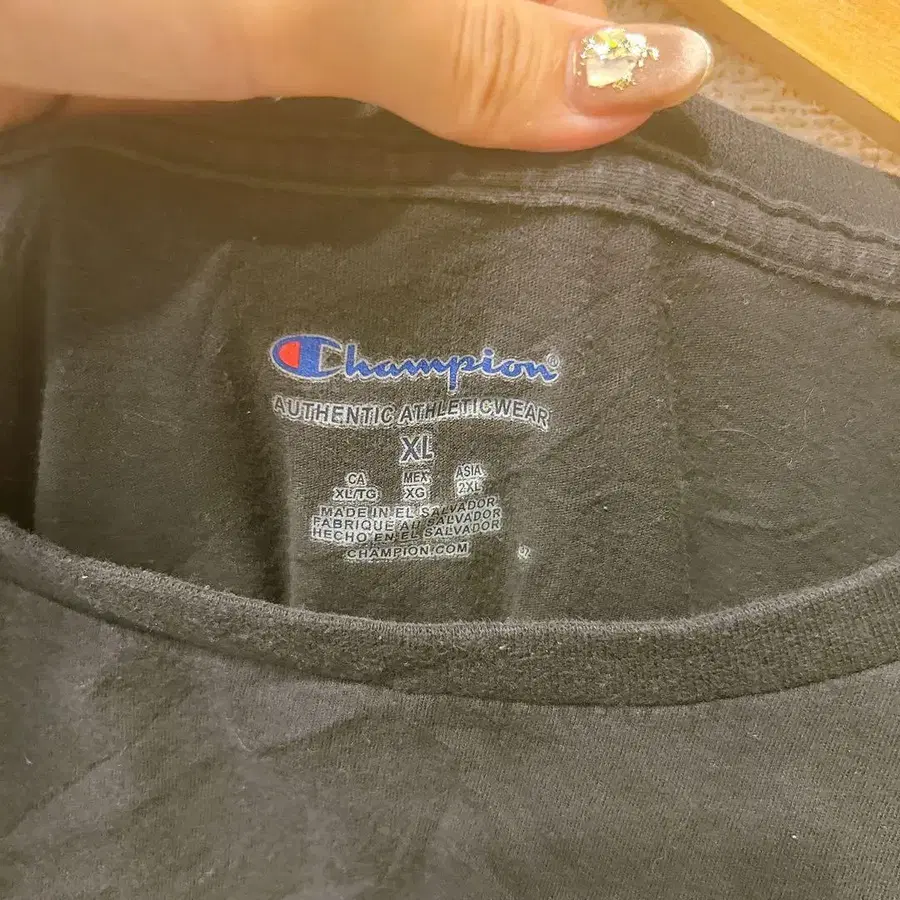 Champion®
AUTHENTIC ATHLETICWEAR
XL
CA MEX ASIA
XL/TG XG 2XL
MADE IN EL SALVADOR
FABRIQUE AU SALVADOR
HECHO EN EL SALVADOR
CHAMPION.COM